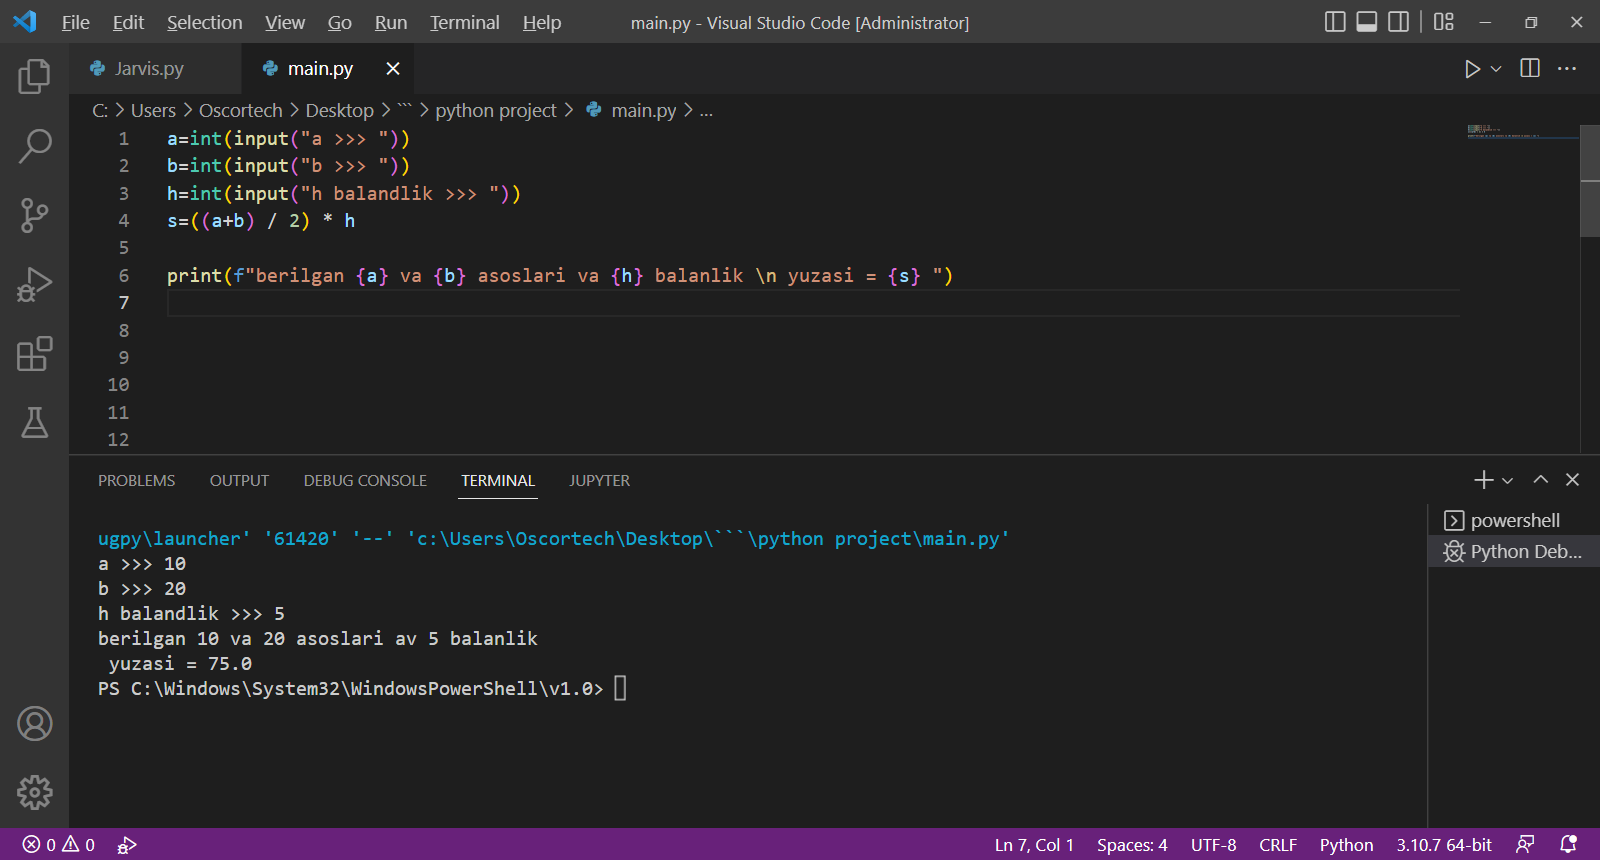 File Edit Selection View Go Run Terminal Help main.py - Visual Studio Code [Administrator]
Jarvis.py main.py
C: > Users > Oscortech > Desktop > ``` > python project > main.py > ...
1 a=int(input("a >>> "))
2 b=int(input("b >>> "))
3 h=int(input("h balandlik >>> "))
4 s=((a+b) / 2) * h
5
6 print(f"berilgan {a} va {b} asoslari va {h} balanlik \n yuzasi = {s} ")
7
8
9
10
11
12
PROBLEMS OUTPUT DEBUG CONSOLE TERMINAL JUPYTER
ugpy\launcher' '61420' '--' 'c:\Users\Oscortech\Desktop\```\python project\main.py'
a >>> 10
b >>> 20
h balandlik >>> 5
berilgan 10 va 20 asoslari av 5 balanlik
 yuzasi = 75.0
PS C:\Windows\System32\WindowsPowerShell\v1.0>
powershell
Python Deb...
0 0 Ln 7, Col 1 Spaces: 4 UTF-8 CRLF Python 3.10.7 64-bit